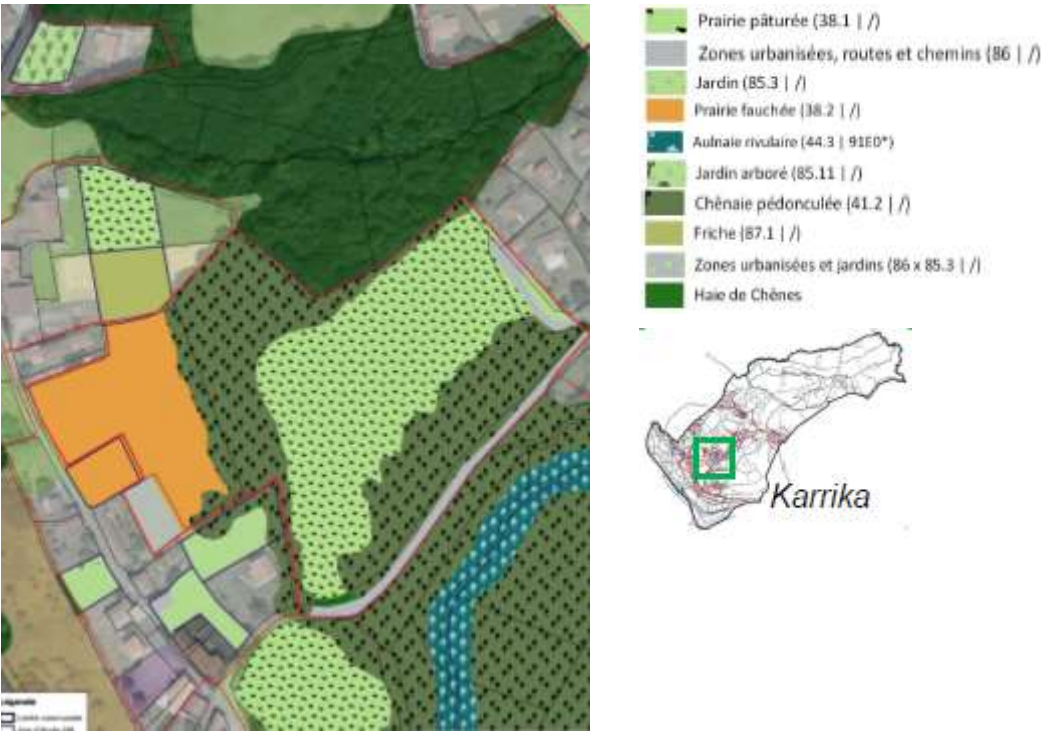 Prairie pâturée (38.1 | /)
Zones urbanisées, routes et chemins (86 | /)
Jardin (85.3 | /)
Prairie fauchée (38.2 | /)
Aulnaie rivulaire (44.3 | 91E0*)
Jardin arboré (85.11 | /)
Chênaie pédonculée (41.2 | /)
Friche (87.1 | /)
Zones urbanisées et jardins (86 x 85.3 | /)
Haie de Chênes
Karrika